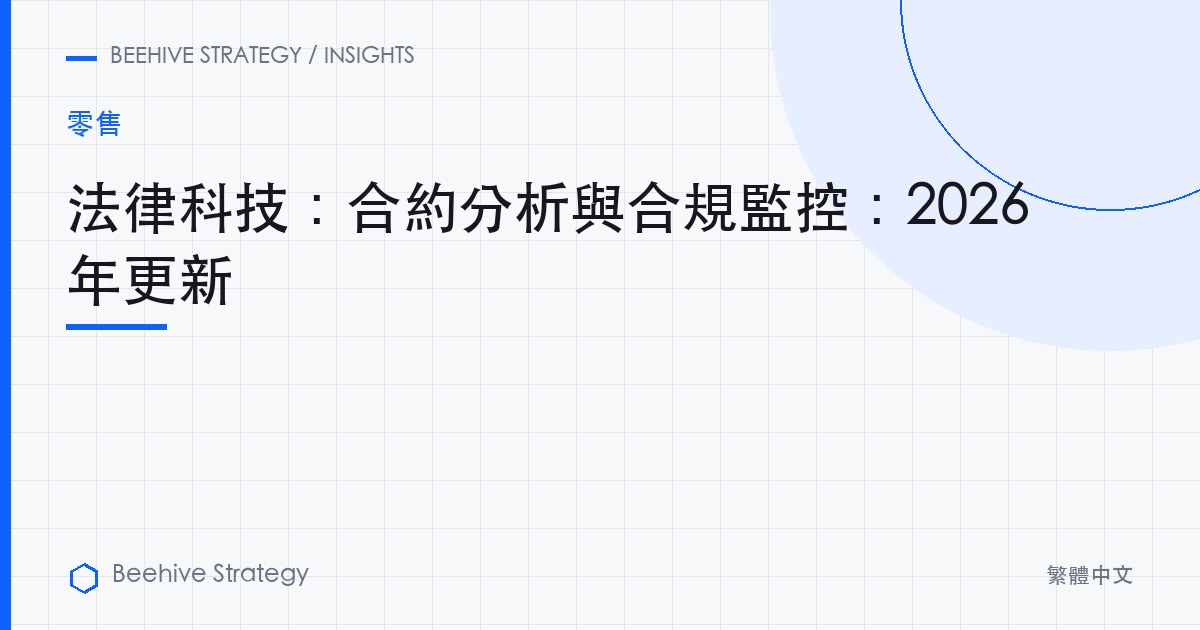 BEEHIVE STRATEGY / INSIGHTS
零售
法律科技：合約分析與合規監控：2026
年更新
Beehive Strategy
繁體中文